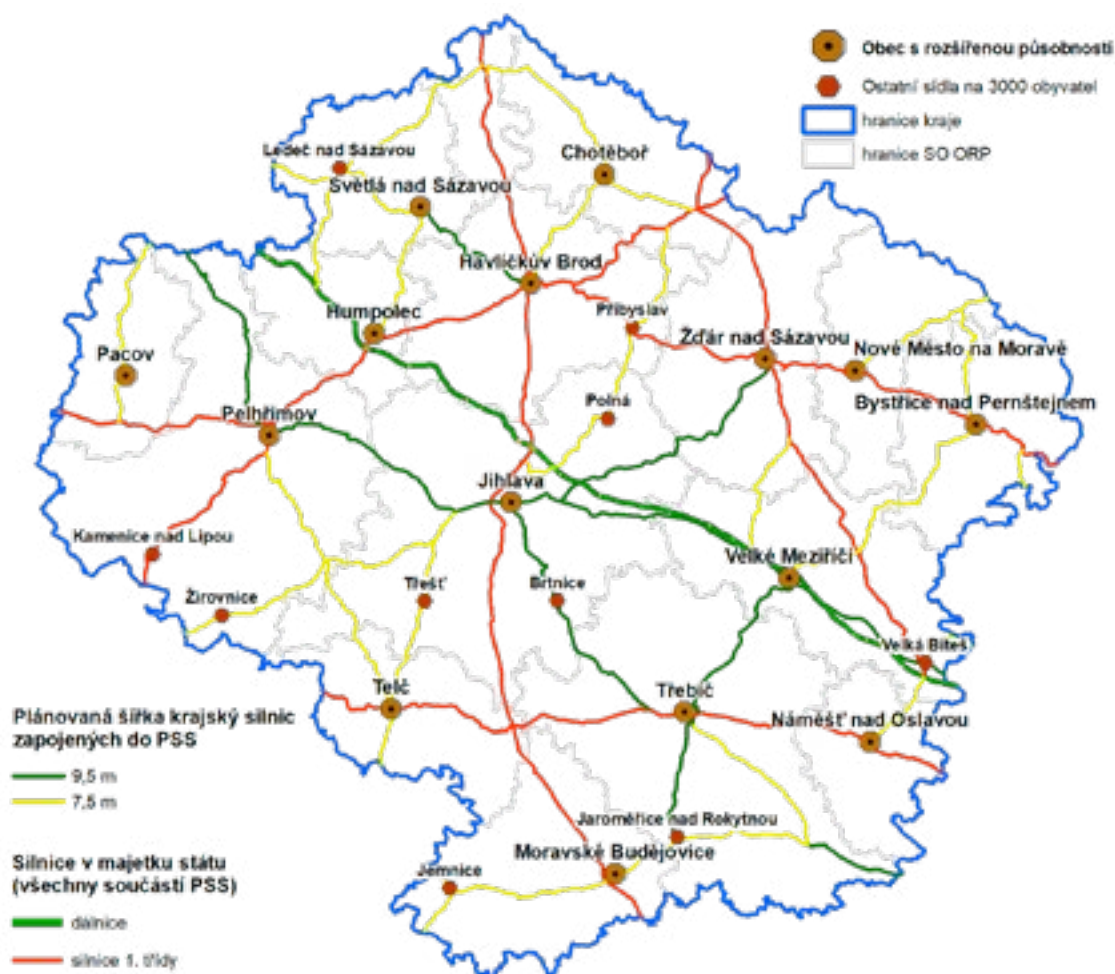 Obec s rozšířenou působností
Ostatní sídla na 3000 obyvatel
hranice kraje
hranice SO ORP
Ledeč nad Sázavou
Chotěboř
Světlá nad Sázavou
Havlíčkův Brod
Humpolec
Přibyslav
Žďár nad Sázavou
Nové Město na Moravě
Pacov
Bystřice nad Pernštejnem
Polná
Pelhřimov
Jihlava
Kamenice nad Lipou
Velké Meziříčí
Třešť
Brtnice
Žirovnice
Velká Bíteš
Telč
Třebíč
Náměšť nad Oslavou
Plánovaná šířka krajský silnic
zapojených do PSS
9,5 m
7,5 m
Jaroměřice nad Rokytnou
Moravské Budějovice
Jemnice
Silnice v majetku státu
(všechny součástí PSS)
dálnice
silnice 1. třídy